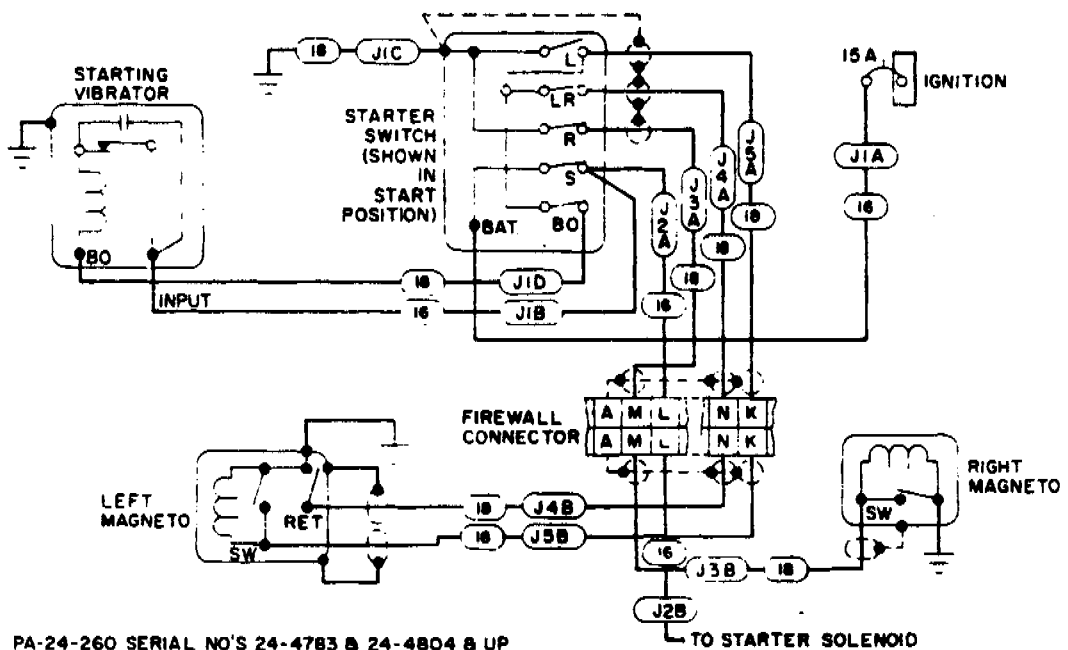 18
J1C
15A
IGNITION
STARTING
VIBRATOR
STARTER
SWITCH
(SHOWN
IN
START
POSITION)
L
LR
R
S
BAT
BO
J5A
J4A
J3A
J2A
18
18
18
16
J1A
16
BO
INPUT
18
J1D
16
J1B
FIREWALL
CONNECTOR
A M L N K
A M L N K
LEFT
MAGNETO
RET
SW
18
J4B
16
J5B
RIGHT
MAGNETO
SW
16
J3B
18
J2B
TO STARTER SOLENOID
PA-24-260 SERIAL NO'S 24-4783 & 24-4804 & UP